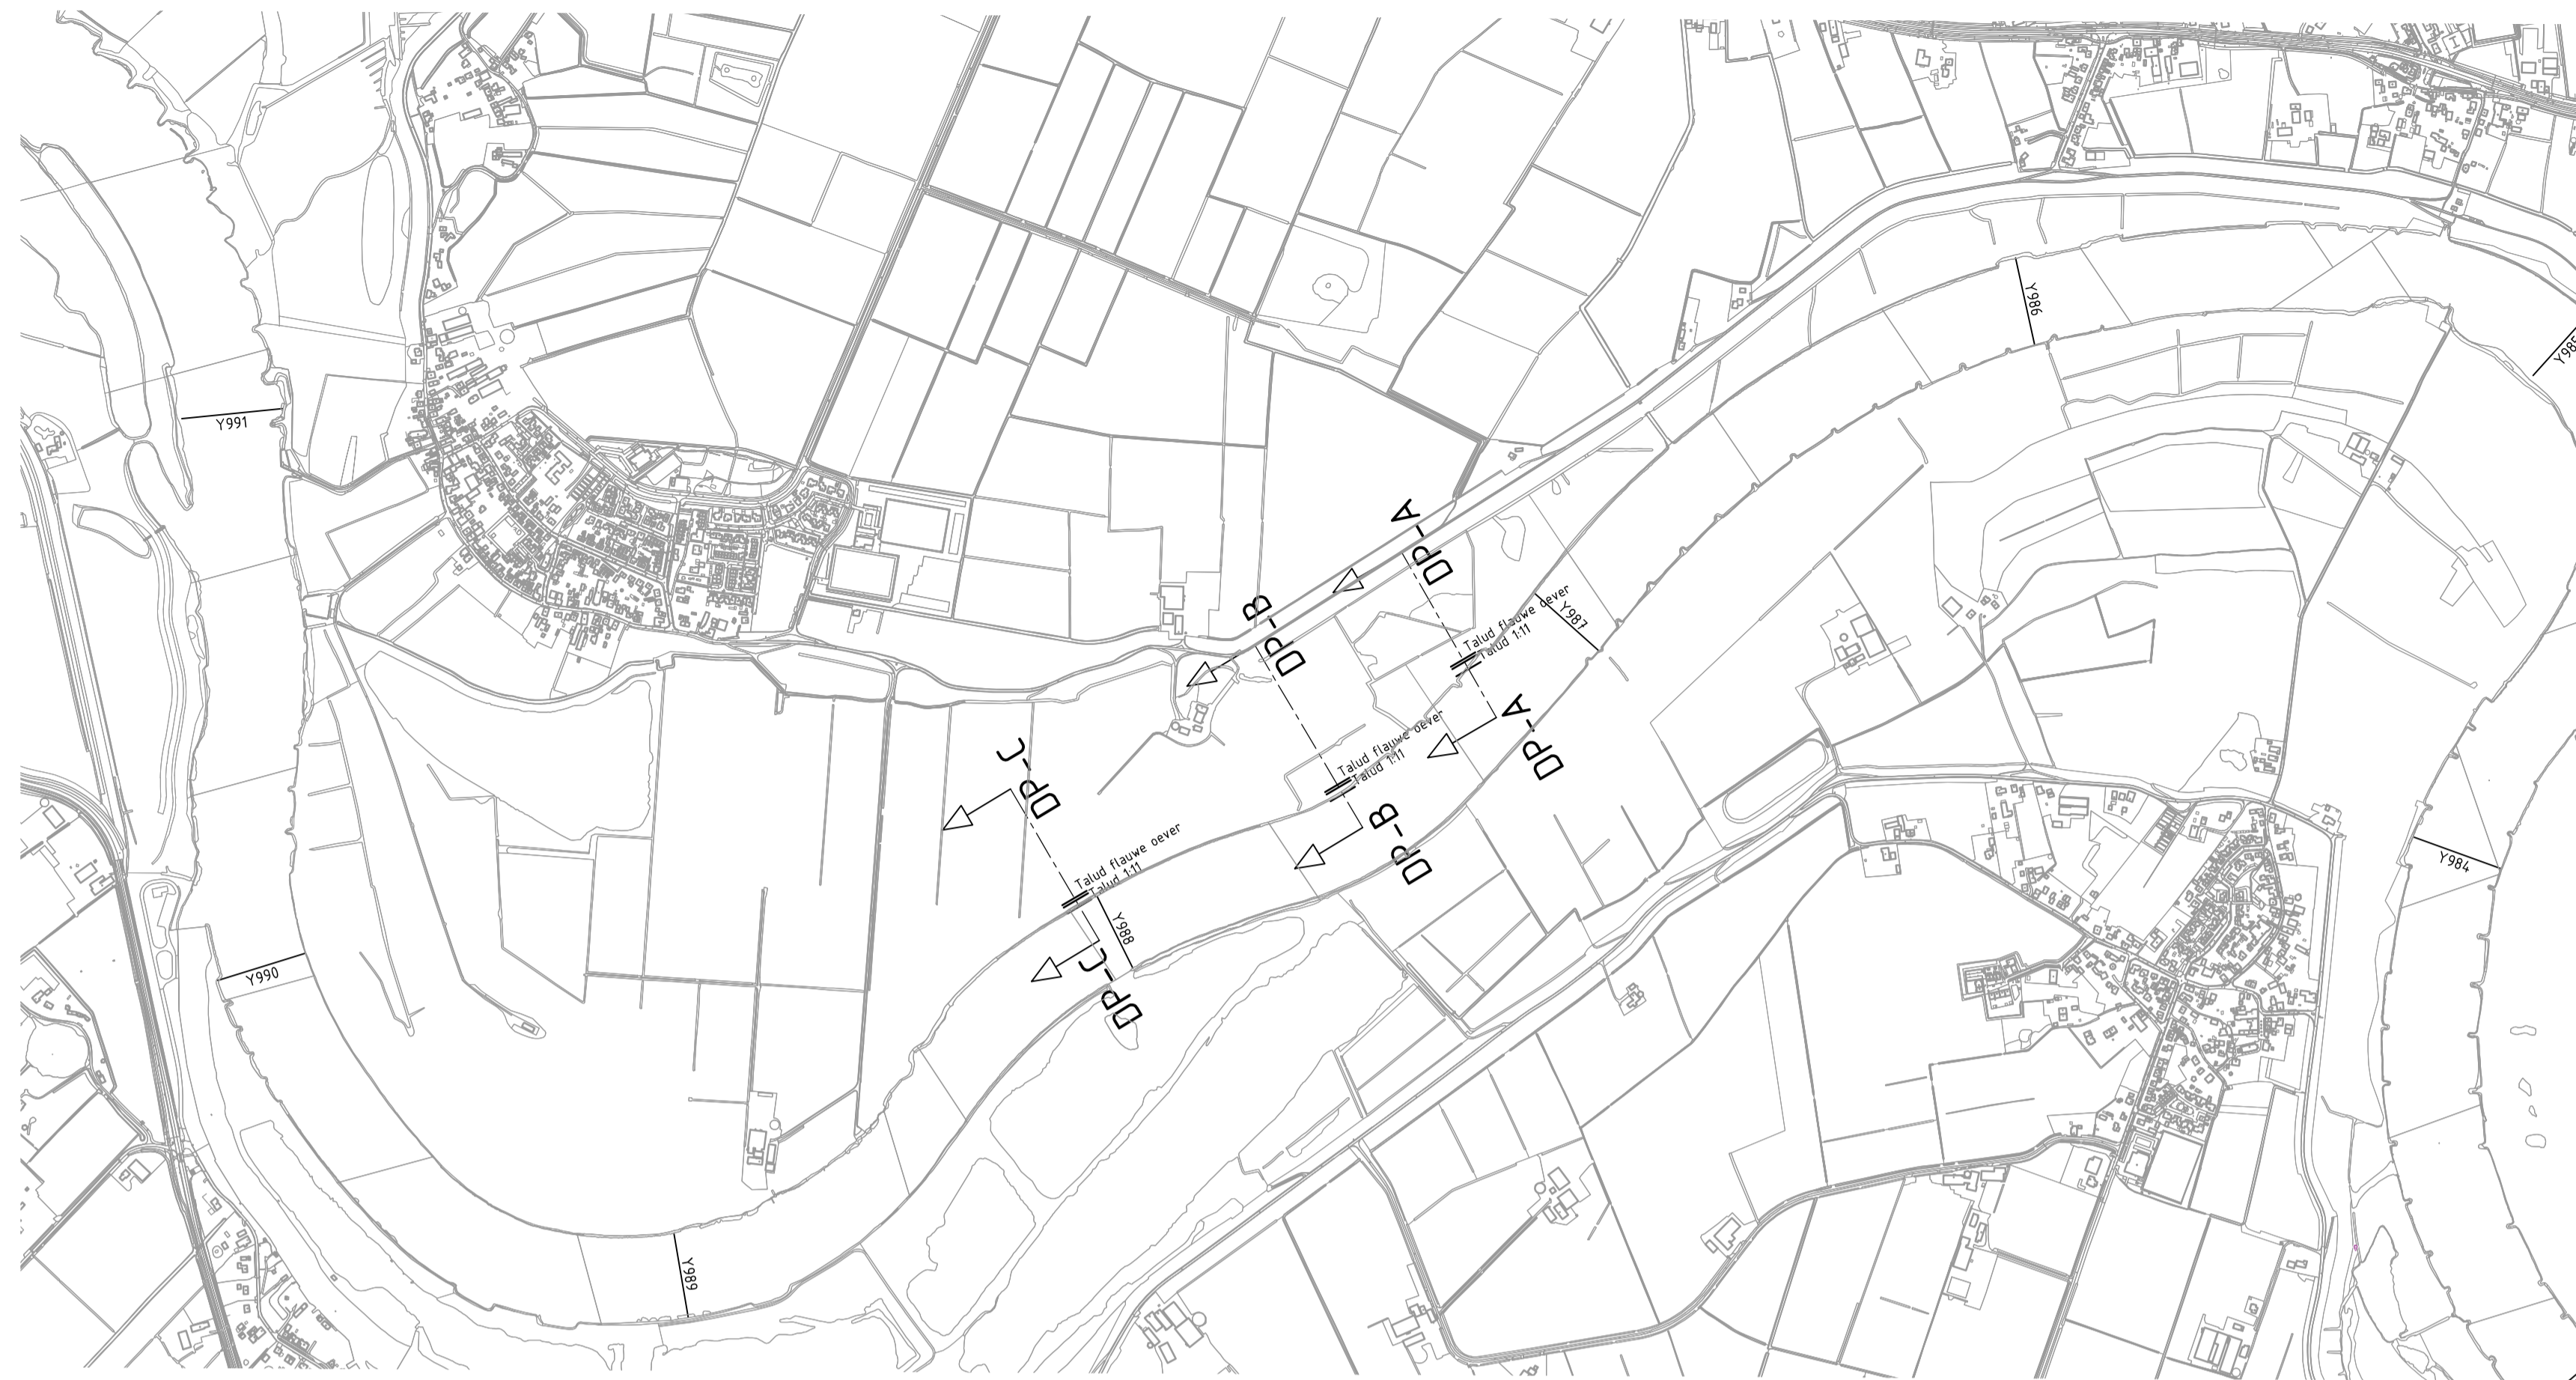 Y986
Y985
Y991
DP-A
DP-B
Talud flauwe oever
Talud 1:11
Y987
DP-A
Talud flauwe oever
Talud 1:11
DP-C
DP-B
Talud flauwe oever
Talud 1:11
Y984
Y988
Y990
DP-C
Y989